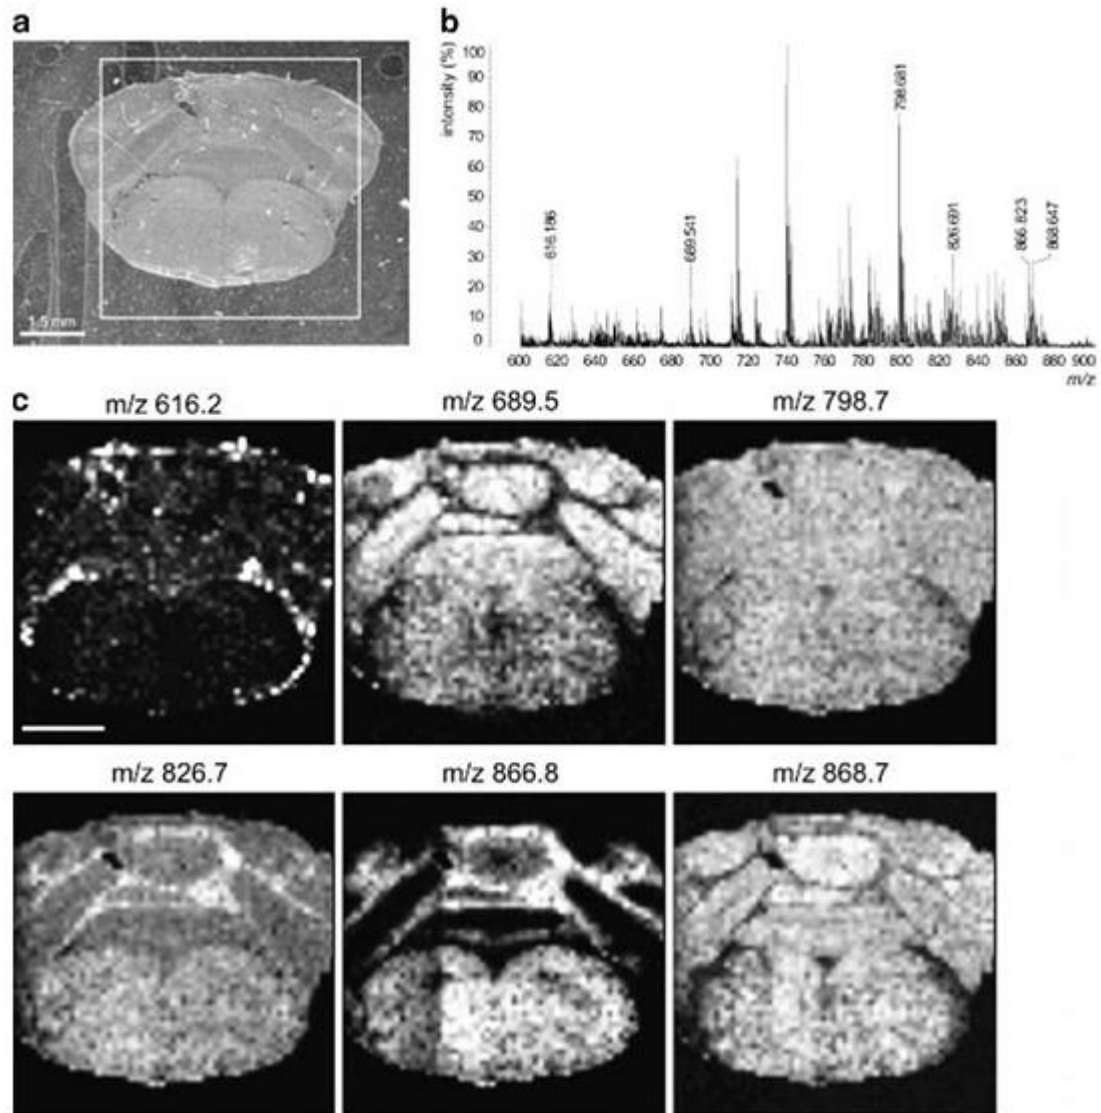 a
1.5 mm
b
intensity (%)
100
90
80
70
60
50
40
30
20
10
0
616.186
689.541
798.681
826.691
866.823
868.647
600 620 640 660 680 700 720 740 760 780 800 820 840 860 880 900
m/z
c
m/z 616.2
m/z 689.5
m/z 798.7
m/z 826.7
m/z 866.8
m/z 868.7